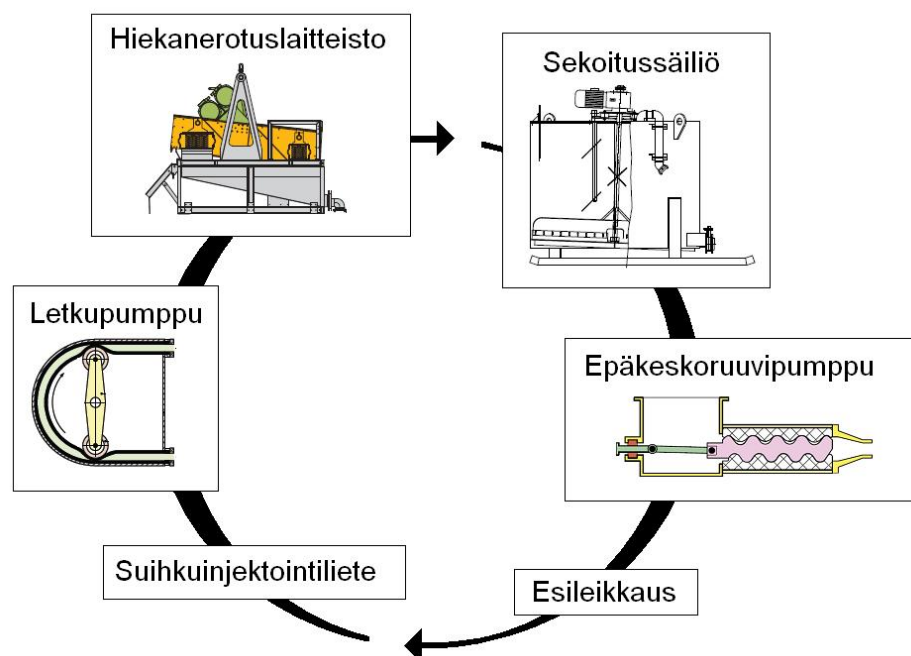 Hiekanerotuslaitteisto
Sekoitussäiliö
Letkupumppu
Epäkeskoruuvipumppu
Suihkuinjektointiliete
Esileikkaus